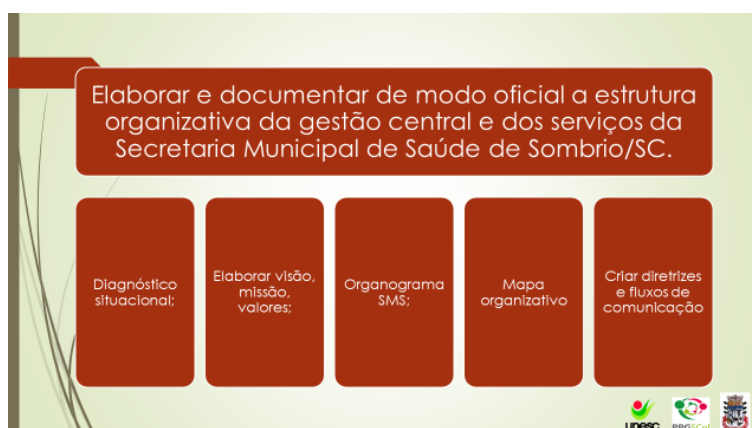 Elaborar e documentar de modo oficial a estrutura
organizativa da gestão central e dos serviços da
Secretaria Municipal de Saúde de Sombrio/SC.
Diagnóstico
situacional;
Elaborar visão,
missão,
valores;
Organograma
SMS;
Mapa
organizativo
Criar diretrizes
e fluxos de
comunicação
unesc
PPGSCol